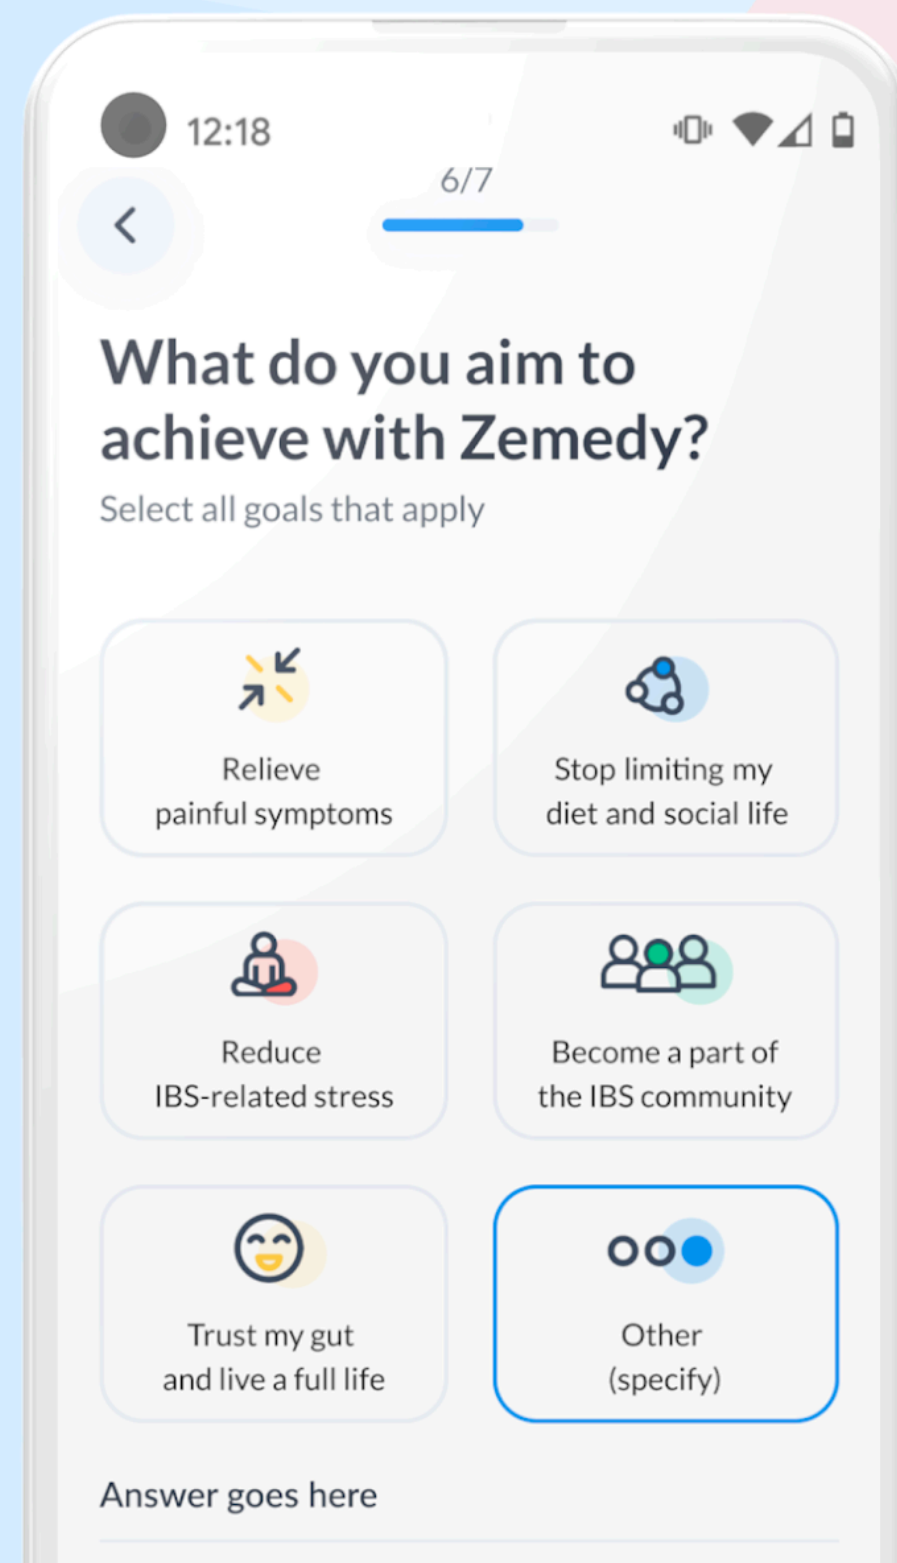 12:18
6/7
What do you aim to
achieve with Zemedy?
Select all goals that apply
Relieve
painful symptoms
Stop limiting my
diet and social life
Reduce
IBS-related stress
Become a part of
the IBS community
Trust my gut
and live a full life
Other
(specify)
Answer goes here